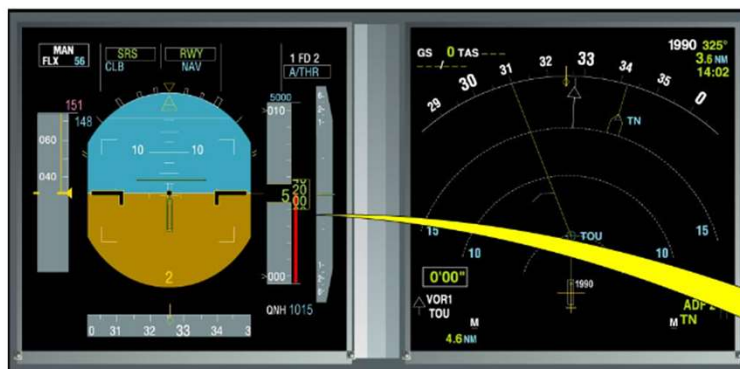 MAN SRS RWY 1 FD 2
FLX 56 CLB NAV A/THR
151
148
5000
010
060
040
10 10
5 20
00
10 10
2
000
QNH 1015
0 31 32 33 34 3
GS 0 TAS ---
---/--
1990 325°
3.6 NM
14:02
29 30 31 32 33 34 35 0
TN
TOU
15 10 10 15
0'00"
1990
VOR1
TOU
4.6 NM
M M
ADF 2
TN